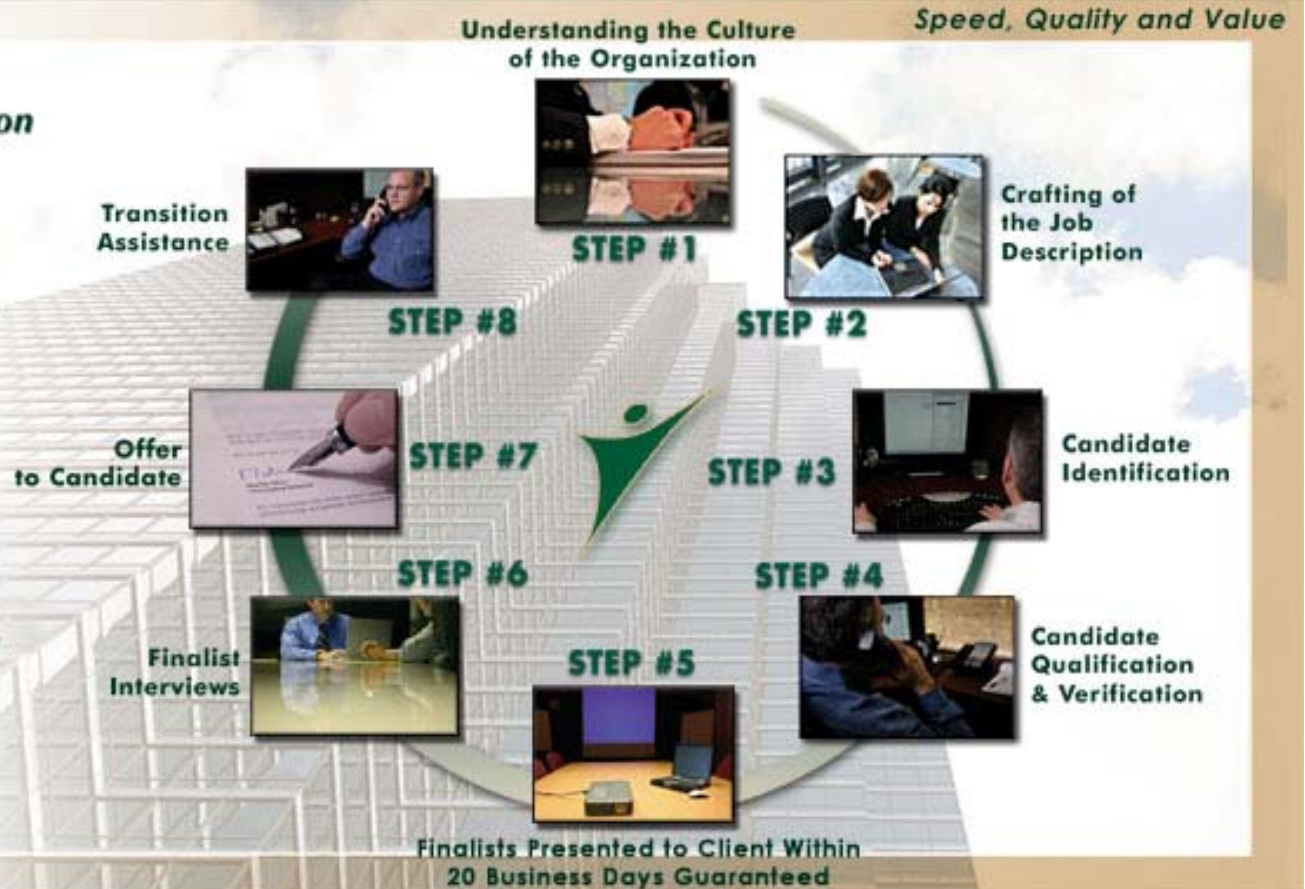 Speed, Quality and Value
on
Understanding the Culture
of the Organization
STEP #1
Crafting of
the Job
Description
STEP #2
Candidate
Identification
STEP #3
Candidate
Qualification
& Verification
STEP #4
STEP #5
Finalists Presented to Client Within
20 Business Days Guaranteed
STEP #6
Finalist
Interviews
STEP #7
Offer
to Candidate
STEP #8
Transition
Assistance